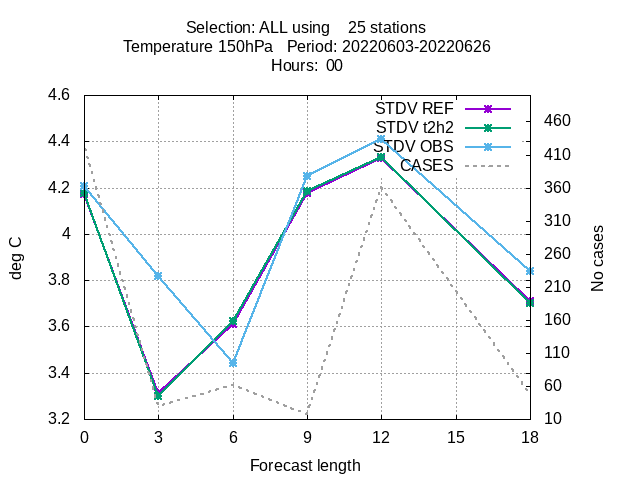 Selection: ALL using    25 stations
Temperature 150hPa   Period: 20220603-20220626
Hours:  00
STDV REF
STDV t2h2
STDV OBS
CASES
4.6
4.4
4.2
4
3.8
3.6
3.4
3.2
deg C
460
410
360
310
260
210
160
110
60
10
No cases
0 3 6 9 12 15 18
Forecast length